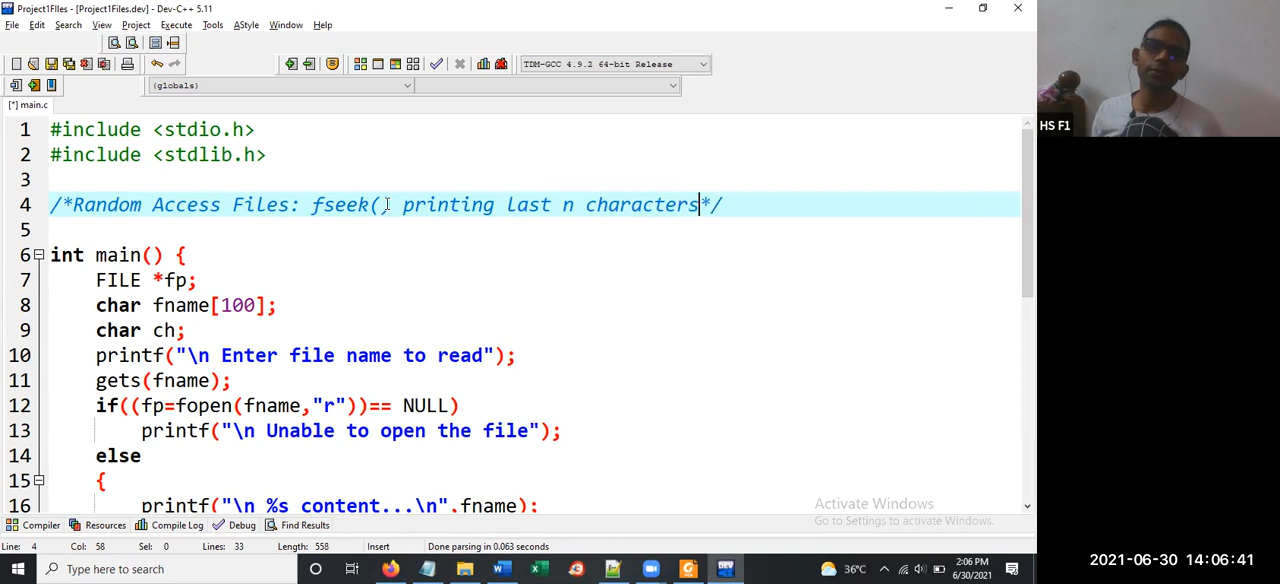 Project1FIles - [Project1Files.dev] - Dev-C++ 5.11
File Edit Search View Project Execute Tools AStyle Window Help
TDM-GCC 4.9.2 64-bit Release
(globals)
[*] main.c
1 #include <stdio.h>
2 #include <stdlib.h>
3
4 /*Random Access Files: fseek() printing last n characters*/
5
6 int main() {
7 FILE *fp;
8 char fname[100];
9 char ch;
10 printf("\n Enter file name to read");
11 gets(fname);
12 if((fp=fopen(fname,"r"))== NULL)
13 printf("\n Unable to open the file");
14 else
15 {
16 printf("\n %s content...\n",fname);
Activate Windows
Go to Settings to activate Windows.
Compiler Resources Compile Log Debug Find Results
Line: 4 Col: 58 Sel: 0 Lines: 33 Length: 558 Insert Done parsing in 0.063 seconds
Type here to search
DEV
36°C
2:06 PM
6/30/2021
HS F1
2021-06-30 14:06:41